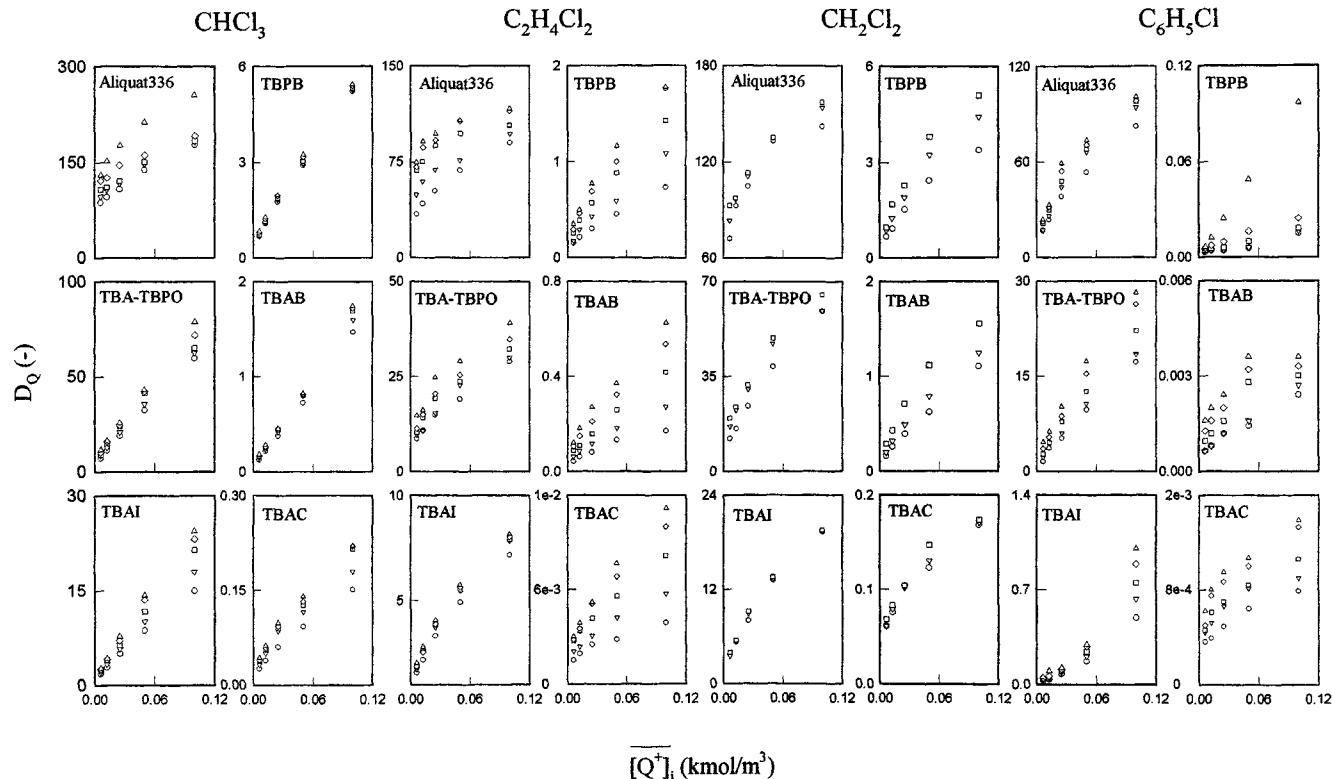 CHCl3 C2H4Cl2 CH2Cl2 C6H5Cl
300 6 150 2 180 6 120 0.12
Aliquat336 TBPB Aliquat336 TBPB Aliquat336 TBPB Aliquat336 TBPB
150 3 75 1 120 3 60 0.06
0 0 0 0 60 0 0 0.00
100 2 50 0.8 70 2 30 0.006
TBA-TBPO TBAB TBA-TBPO TBAB TBA-TBPO TBAB TBA-TBPO TBAB
50 1 25 0.4 35 1 15 0.003
0 0 0 0.0 0 0 0 0.000
30 0.30 10 1e-2 24 0.2 1.4 2e-3
TBAI TBAC TBAI TBAC TBAI TBAC TBAI TBAC
15 0.15 5 6e-3 12 0.1 0.7 8e-4
0 0.00 0 0.0 0.0
0.00 0.06 0.12 0.00 0.06 0.12 0.00 0.06 0.12 0.00 0.06 0.12 0.00 0.06 0.12 0.00 0.06 0.12 0.00 0.06 0.12 0.00 0.06 0.12
DQ (-)
[Q+]i (kmol/m3)